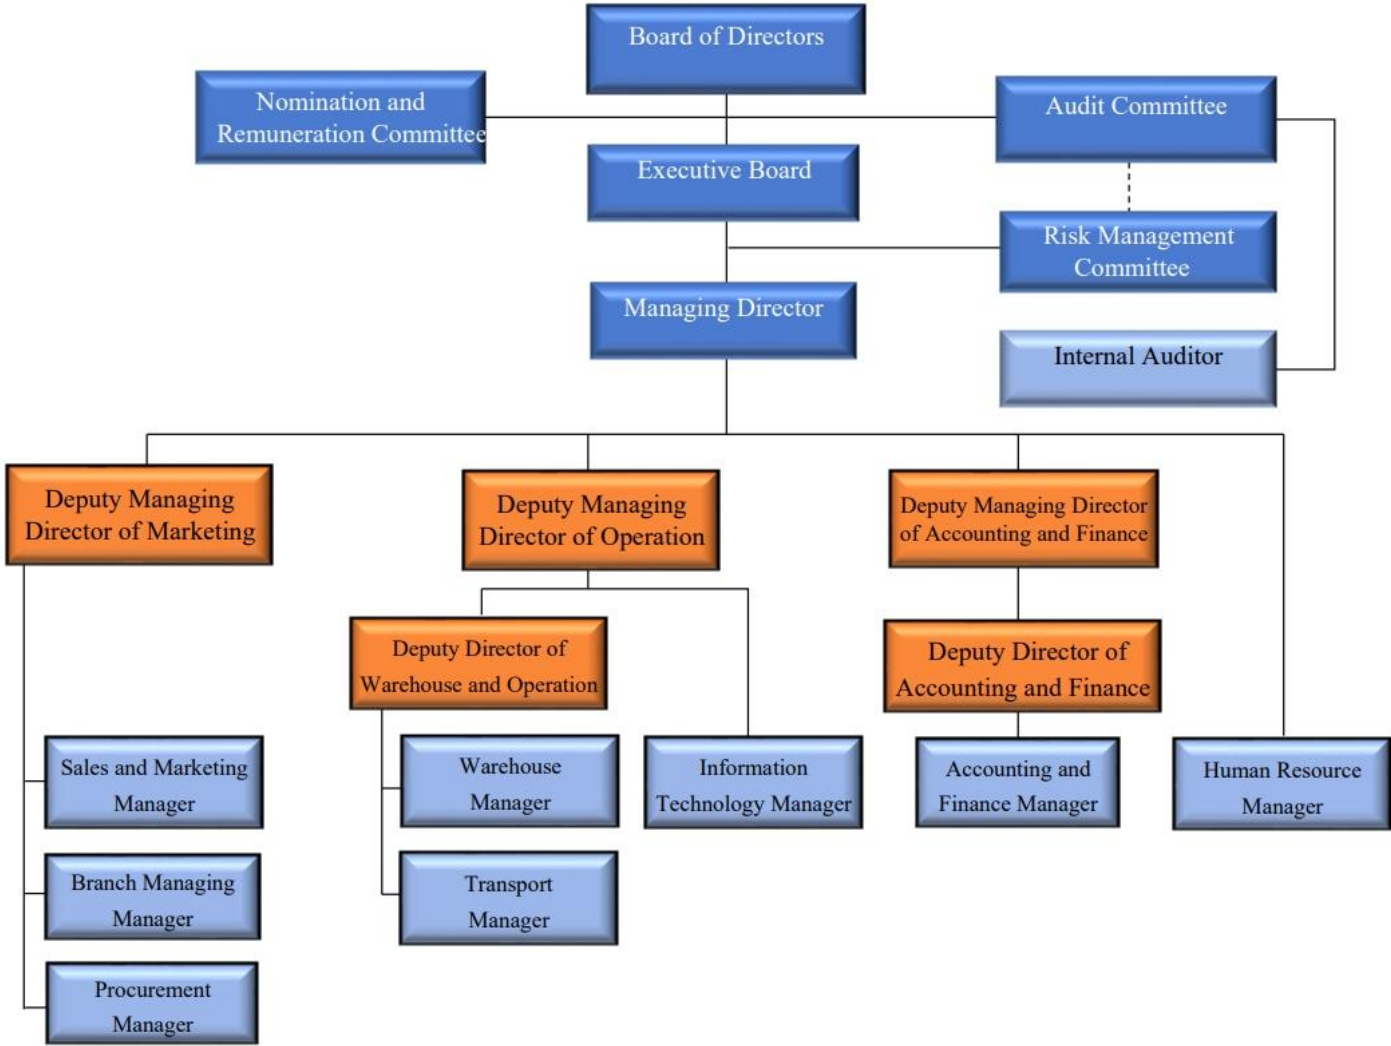 Board of Directors
Nomination and
Remuneration Committee
Audit Committee
Executive Board
Risk Management
Committee
Managing Director
Internal Auditor
Deputy Managing
Director of Marketing
Deputy Managing
Director of Operation
Deputy Managing Director
of Accounting and Finance
Deputy Director of
Warehouse and Operation
Deputy Director of
Accounting and Finance
Sales and Marketing
Manager
Warehouse
Manager
Information
Technology Manager
Accounting and
Finance Manager
Human Resource
Manager
Branch Managing
Manager
Transport
Manager
Procurement
Manager